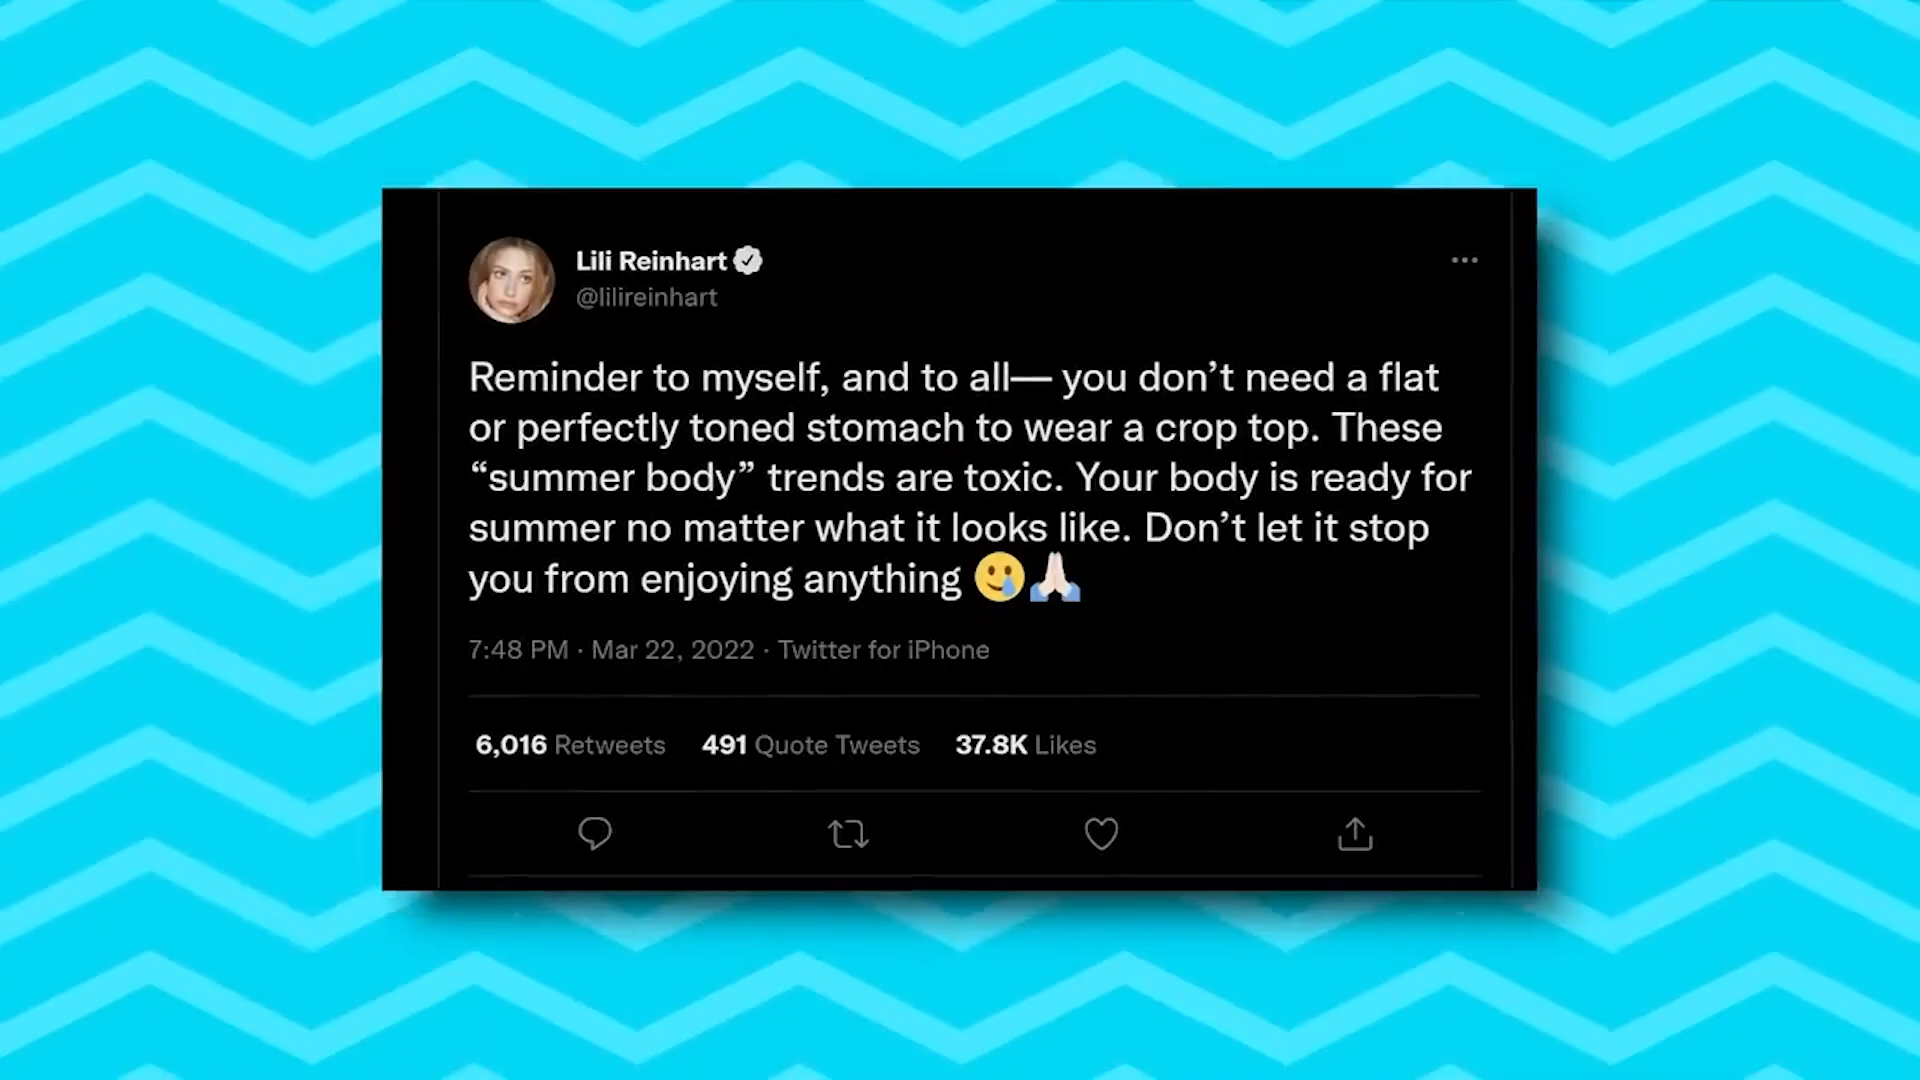 Lili Reinhart
@lilireinhart
Reminder to myself, and to all— you don’t need a flat
or perfectly toned stomach to wear a crop top. These
“summer body” trends are toxic. Your body is ready for
summer no matter what it looks like. Don’t let it stop
you from enjoying anything 🥲🙏🏻
7:48 PM · Mar 22, 2022 · Twitter for iPhone
6,016 Retweets 491 Quote Tweets 37.8K Likes